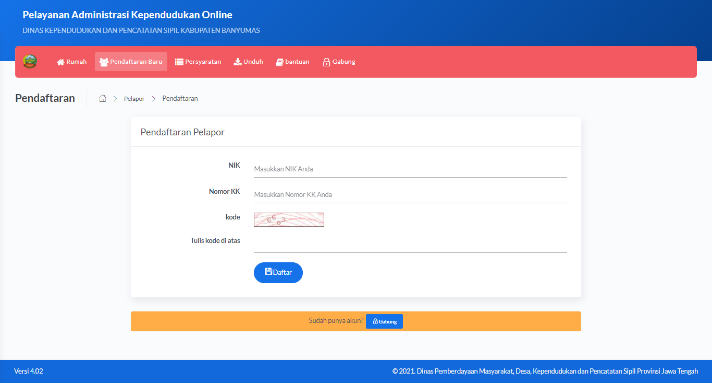 Pelayanan Administrasi Kependudukan Online
DINAS KEPENDUDUKAN DAN PENCATATAN SIPIL KABUPATEN BANYUMAS
Rumah Pendaftaran Baru Persyaratan Unduh bantuan Gabung
Pendaftaran
Pelapor > Pendaftaran
Pendaftaran Pelapor
NIK
Masukkan NIK Anda
Nomor KK
Masukkan Nomor KK Anda
kode
Tulis kode di atas
Daftar
Sudah punya akun? Gabung
Versi 4.02
© 2021. Dinas Pemberdayaan Masyarakat, Desa, Kependudukan dan Pencatatan Sipil Provinsi Jawa Tengah